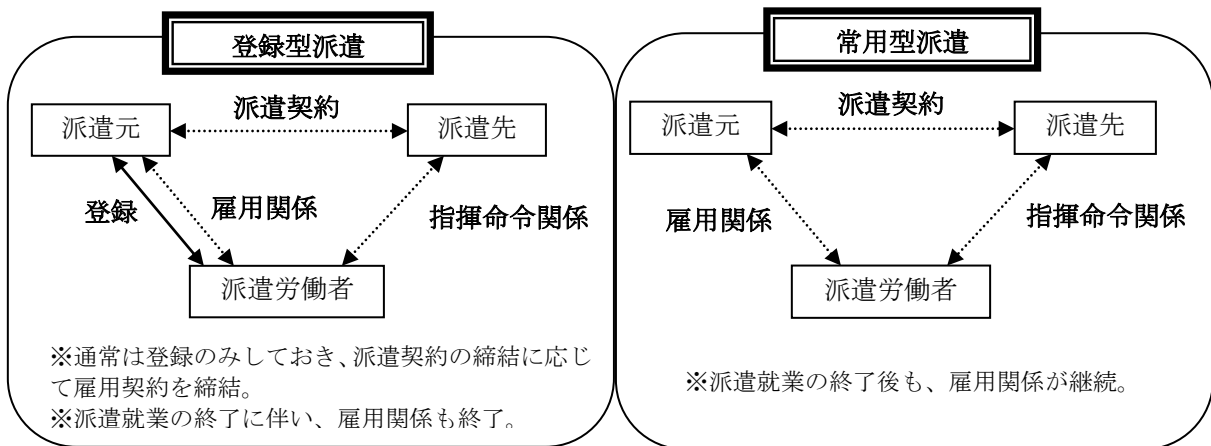 登録型派遣
派遣契約
派遣元
派遣先
登録
雇用関係
指揮命令関係
派遣労働者
※通常は登録のみしておき、派遣契約の締結に応じ
て雇用契約を締結。
※派遣就業の終了に伴い、雇用関係も終了。
常用型派遣
派遣契約
派遣元
派遣先
雇用関係
指揮命令関係
派遣労働者
※派遣就業の終了後も、雇用関係が継続。